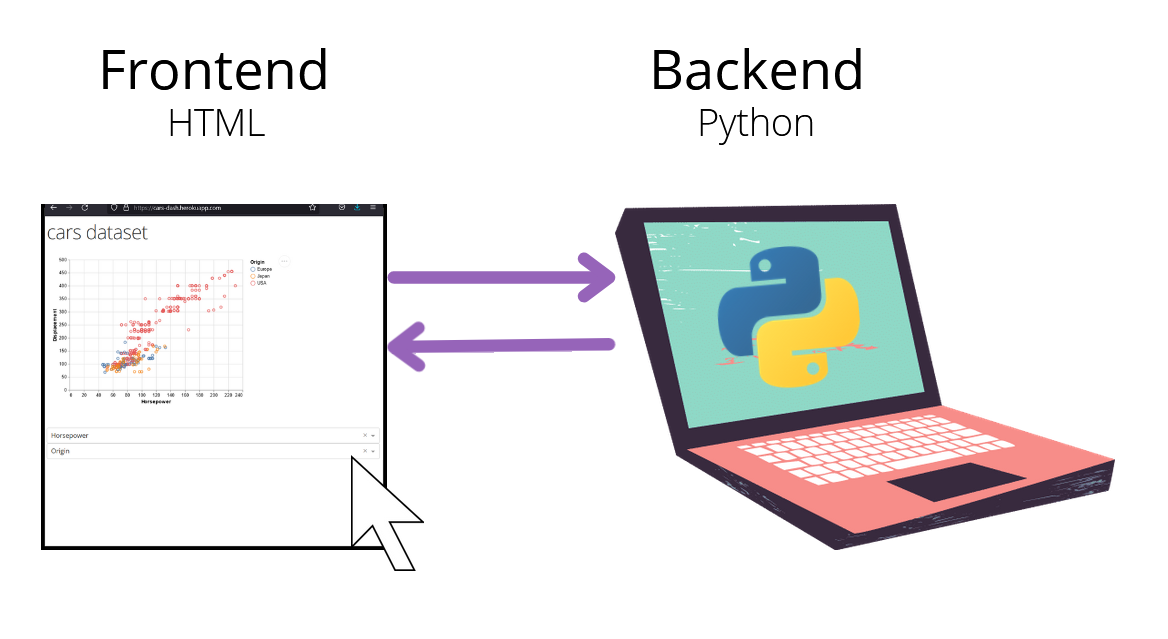 Frontend
HTML
Backend
Python
https://cars-dash.herokuapp.com
cars dataset
Origin
Europe
Japan
USA
500
450
400
350
300
250
200
150
100
50
0
Displacement
0 20 40 60 80 100 120 140 160 180 200 220 240
Horsepower
Horsepower
Origin